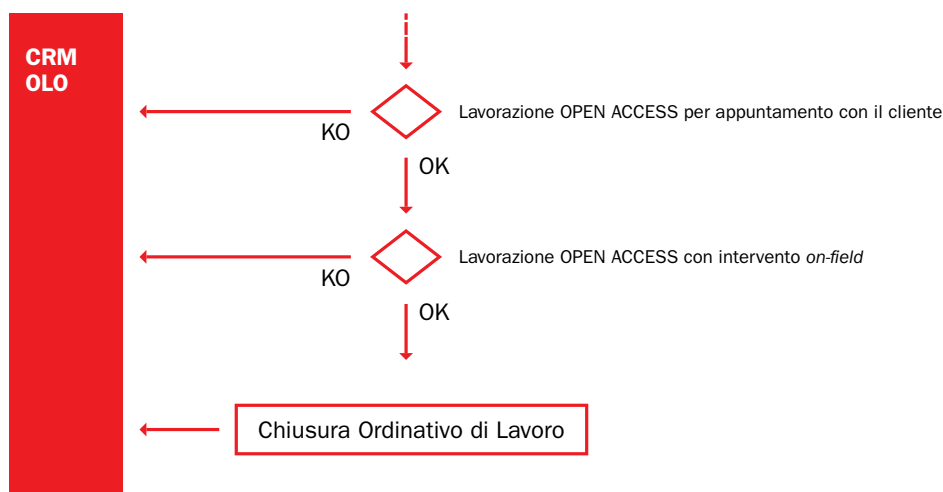 CRM
OLO
Lavorazione OPEN ACCESS per appuntamento con il cliente
KO
OK
Lavorazione OPEN ACCESS con intervento on-field
KO
OK
Chiusura Ordinativo di Lavoro